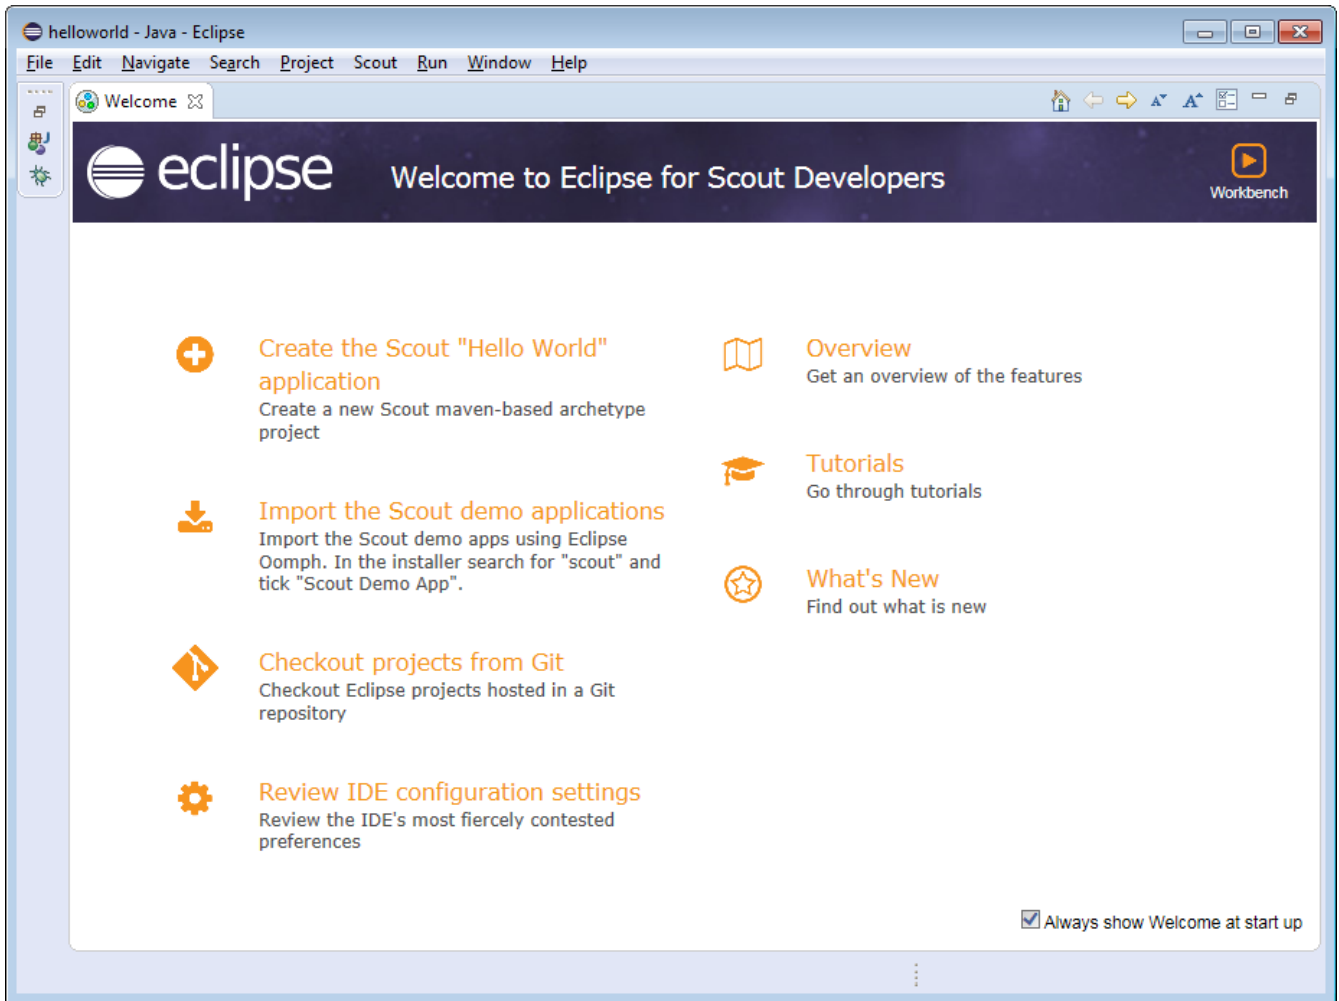 helloworld - Java - Eclipse
File Edit Navigate Search Project Scout Run Window Help
Welcome
eclipse
Welcome to Eclipse for Scout Developers
Workbench
Create the Scout "Hello World"
application
Create a new Scout maven-based archetype
project
Import the Scout demo applications
Import the Scout demo apps using Eclipse
Oomph. In the installer search for "scout" and
tick "Scout Demo App".
Checkout projects from Git
Checkout Eclipse projects hosted in a Git
repository
Review IDE configuration settings
Review the IDE's most fiercely contested
preferences
Overview
Get an overview of the features
Tutorials
Go through tutorials
What's New
Find out what is new
Always show Welcome at start up